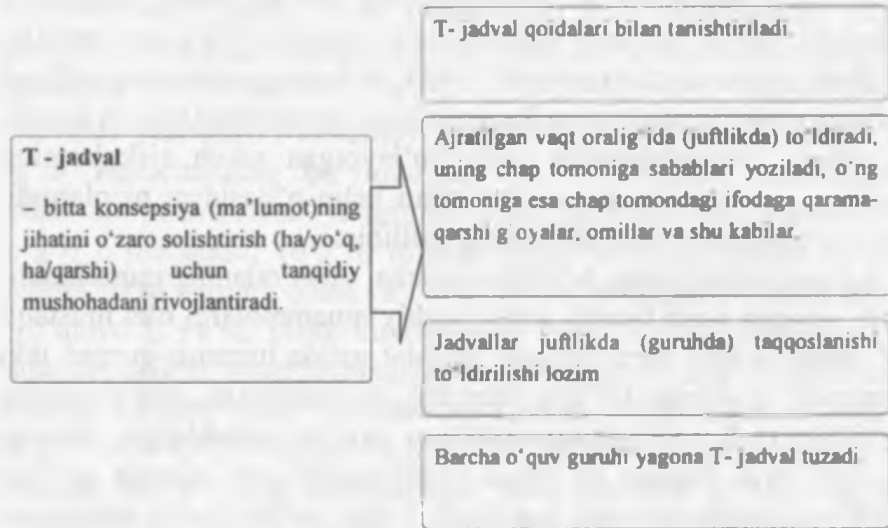 T- jadval qoidalari bilan tanishtiriladi
T - jadval
– bitta konsepsiya (ma’lumot)ning
jihatini o‘zaro solishtirish (ha/yo‘q,
ha/qarshi) uchun tanqidiy
mushohadani rivojlantiradi.
Ajratilgan vaqt oralig‘ida (juftlikda) to‘ldiradi,
uning chap tomoniga sabablari yoziladi, o‘ng
tomoniga esa chap tomondagi ifodaga qarama-
qarshi g‘oyalar, omillar va shu kabilar.
Jadvallar juftlikda (guruhda) taqqoslanishi
to‘ldirilishi lozim
Barcha o‘quv guruhi yagona T- jadval tuzadi